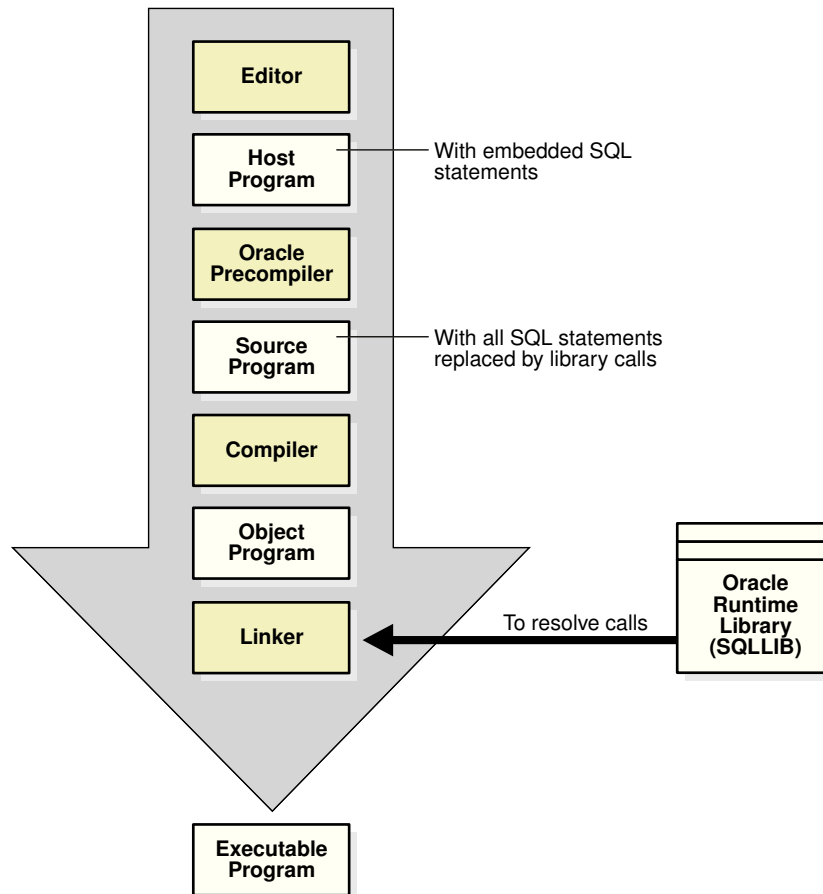 Editor
Host
Program
With embedded SQL
statements
Oracle
Precompiler
Source
Program
With all SQL statements
replaced by library calls
Compiler
Object
Program
Linker
To resolve calls
Oracle
Runtime
Library
(SQLLIB)
Executable
Program